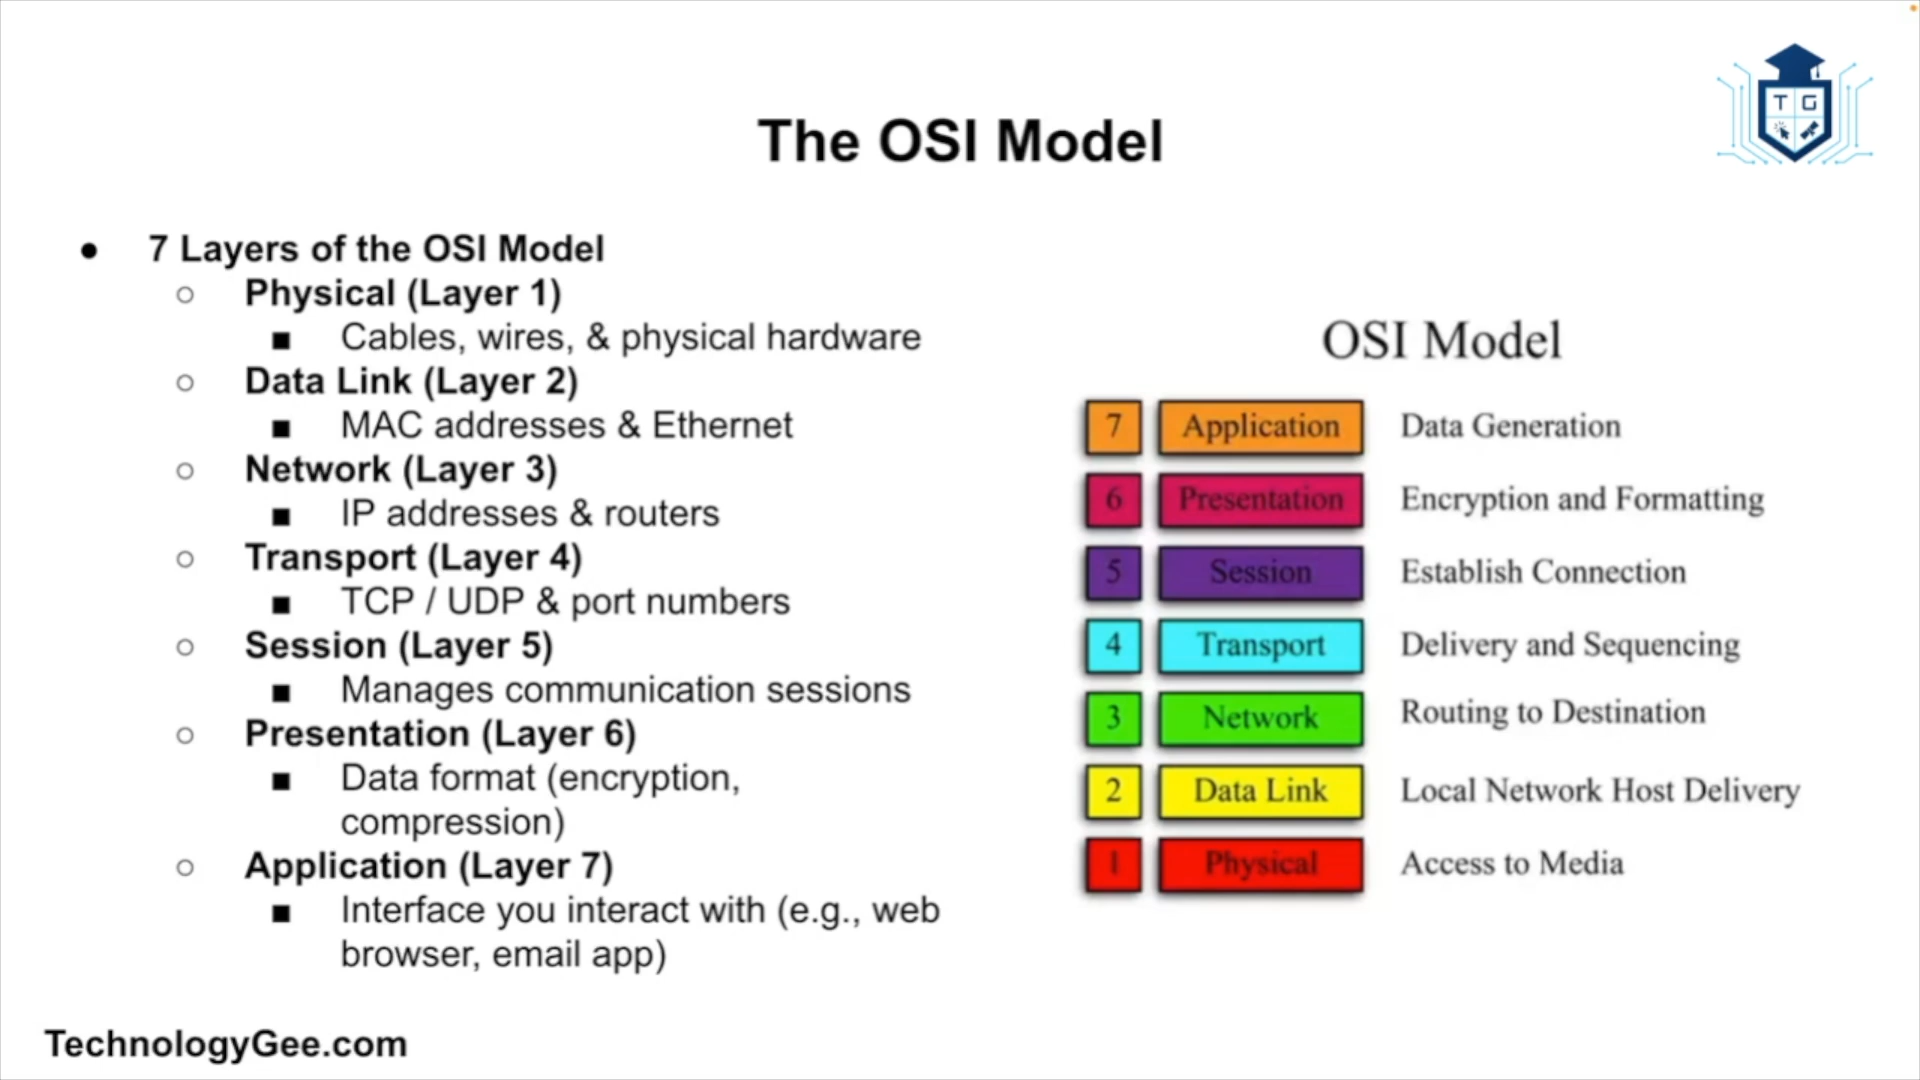 T G
The OSI Model
● 7 Layers of the OSI Model
○ Physical (Layer 1)
■ Cables, wires, & physical hardware
○ Data Link (Layer 2)
■ MAC addresses & Ethernet
○ Network (Layer 3)
■ IP addresses & routers
○ Transport (Layer 4)
■ TCP / UDP & port numbers
○ Session (Layer 5)
■ Manages communication sessions
○ Presentation (Layer 6)
■ Data format (encryption,
compression)
○ Application (Layer 7)
■ Interface you interact with (e.g., web
browser, email app)
OSI Model
7 Application Data Generation
6 Presentation Encryption and Formatting
5 Session Establish Connection
4 Transport Delivery and Sequencing
3 Network Routing to Destination
2 Data Link Local Network Host Delivery
1 Physical Access to Media
TechnologyGee.com